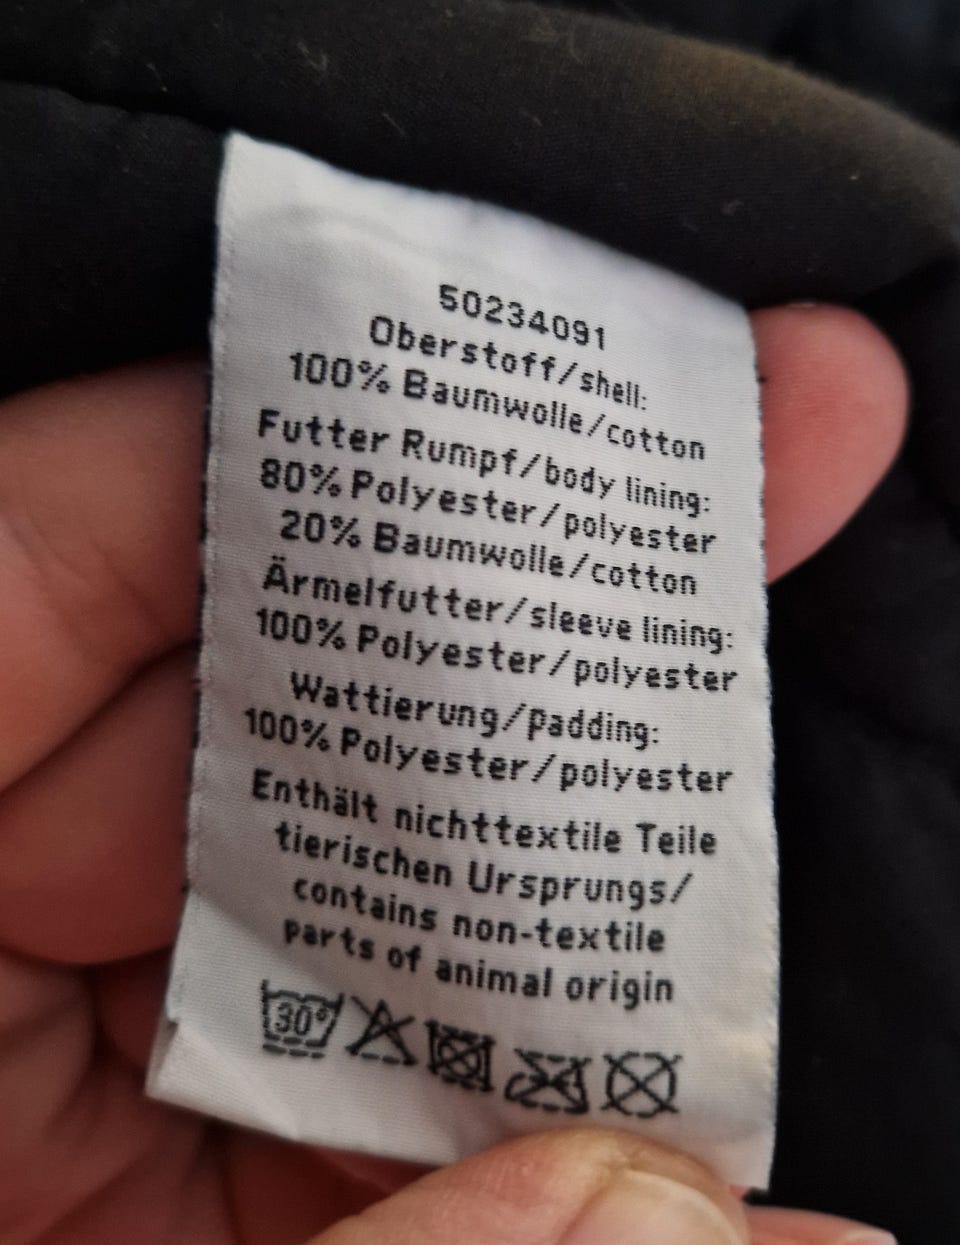 50234091
Oberstoff/shell:
100% Baumwolle/cotton
Futter Rumpf/body lining:
80% Polyester/polyester
20% Baumwolle/cotton
Ärmelfutter/sleeve lining:
100% Polyester/polyester
Wattierung/padding:
100% Polyester/polyester
Enthält nichttextile Teile
tierischen Ursprungs/
contains non-textile
parts of animal origin
30°